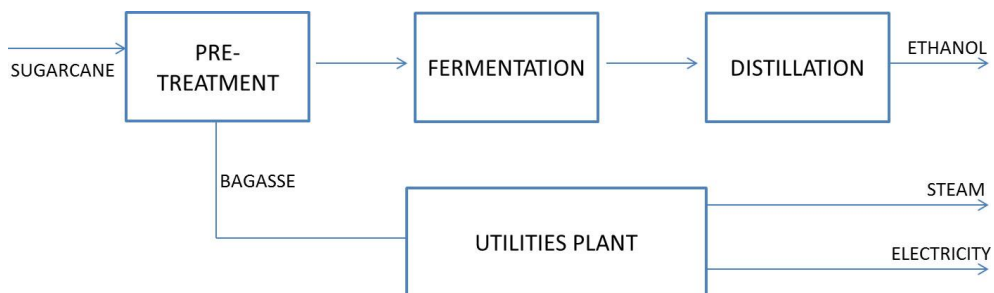 SUGARCANE
PRE-
TREATMENT
FERMENTATION
DISTILLATION
ETHANOL
BAGASSE
UTILITIES PLANT
STEAM
ELECTRICITY